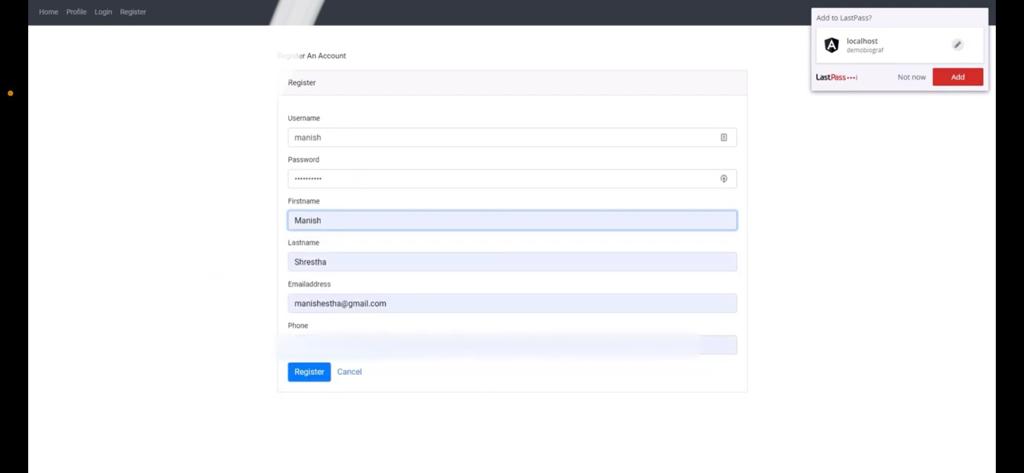 Home Profile Login Register
Add to LastPass?
localhost
demobiograf
LastPass
Not now
Add
Register An Account
Register
Username
manish
Password
••••••••••
Firstname
Manish
Lastname
Shrestha
Emailaddress
manishestha@gmail.com
Phone
Register Cancel